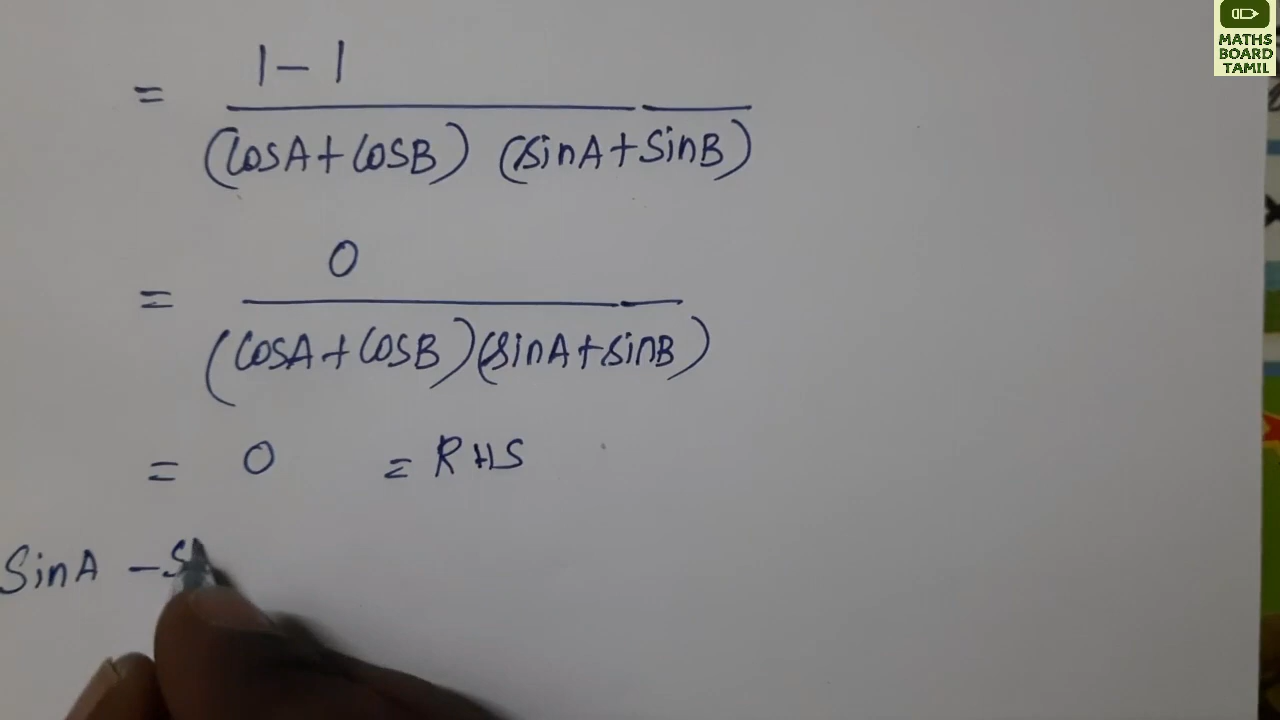 MATHS
BOARD
TAMIL
= 1 - 1
(CosA + CosB) (sinA + sinB)
= 0
(CosA + CosB) (sinA + sinB)
= 0 = RHS
SinA - S